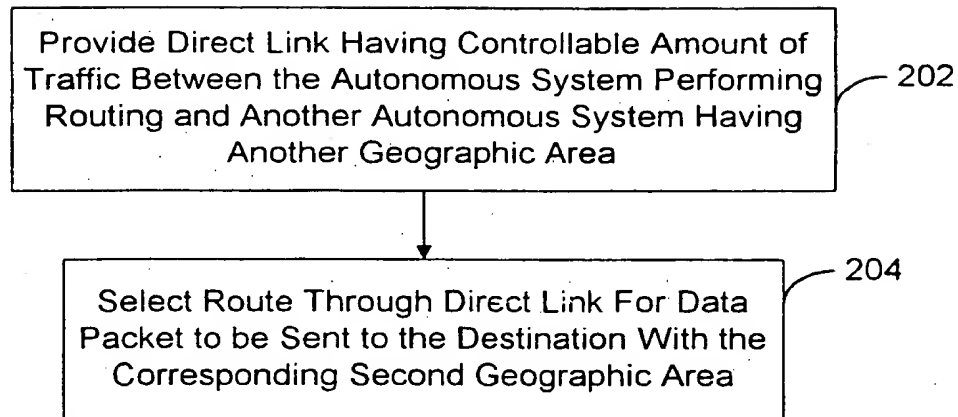 Provide Direct Link Having Controllable Amount of
Traffic Between the Autonomous System Performing
Routing and Another Autonomous System Having
Another Geographic Area
202
204
Select Route Through Direct Link For Data
Packet to be Sent to the Destination With the
Corresponding Second Geographic Area